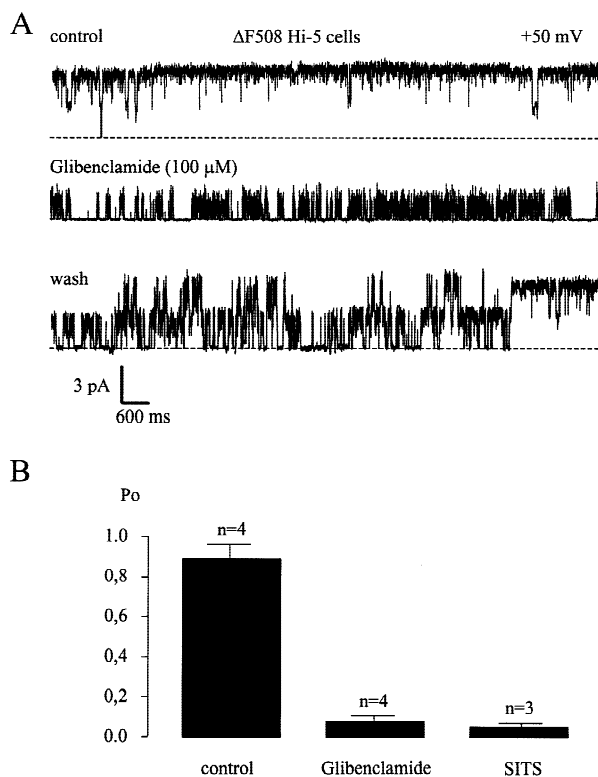 A
control ΔF508 Hi-5 cells +50 mV
Glibenclamide (100 μM)
wash
3 pA
600 ms
B
Po
n=4
1.0
0,8
0,6
0,4
n=4
n=3
0,2
0.0
control Glibenclamide SITS